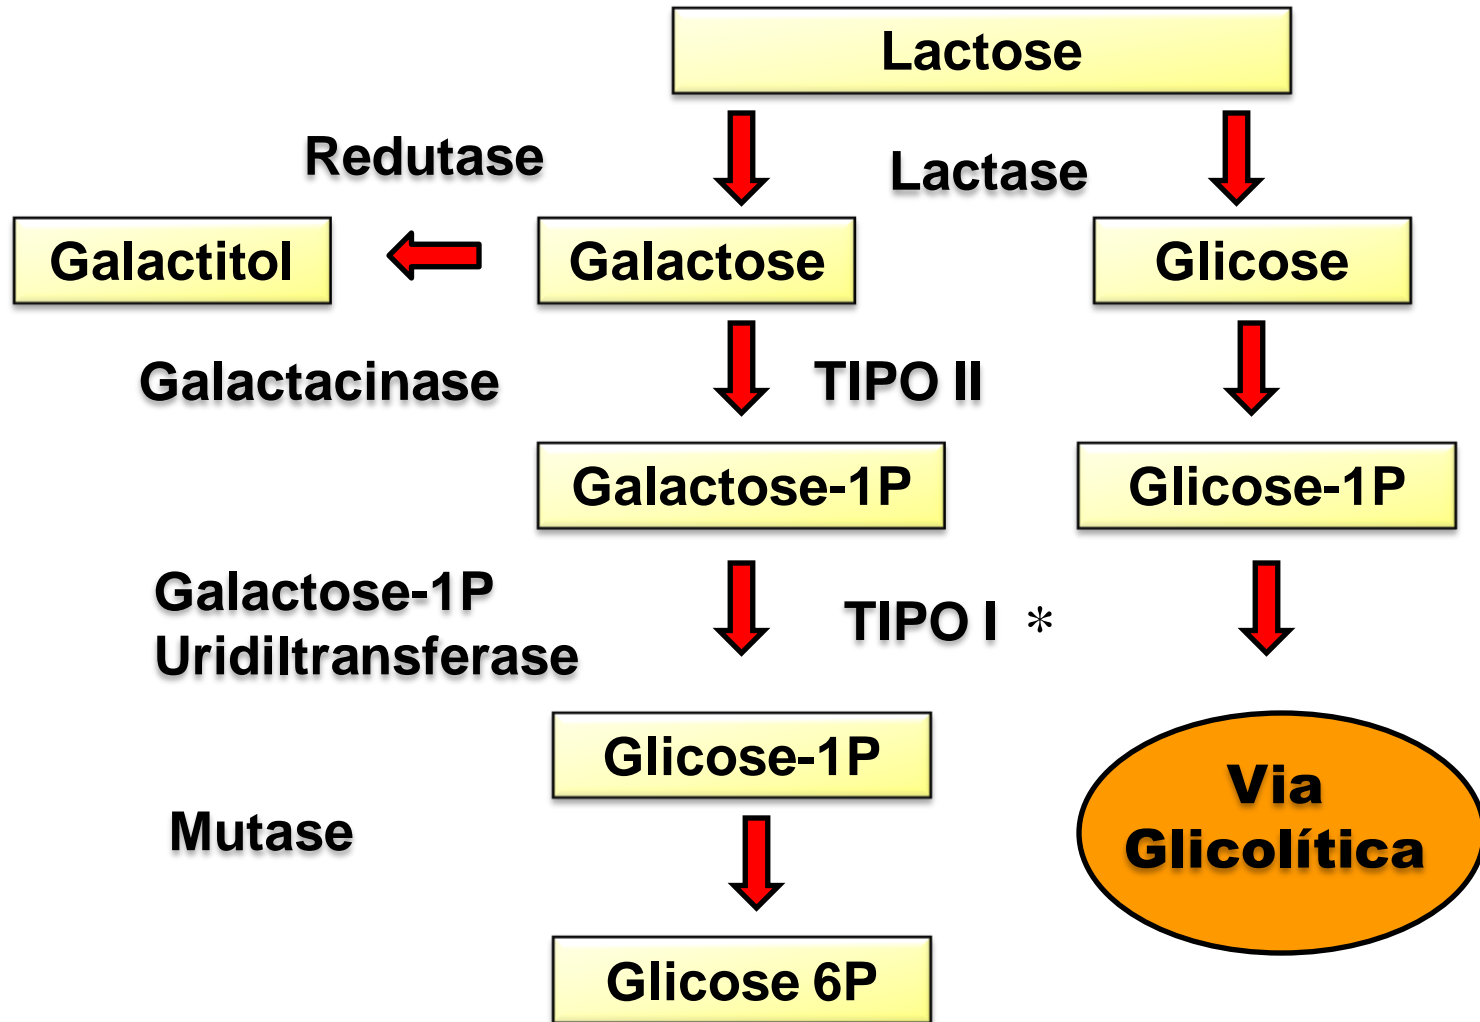 Lactose
Redutase
Lactase
Galactitol
Galactose
Glicose
Galactacinase
TIPO II
Galactose-1P
Glicose-1P
Galactose-1P
Uridiltransferase
TIPO I *
Glicose-1P
Via
Glicolítica
Mutase
Glicose 6P